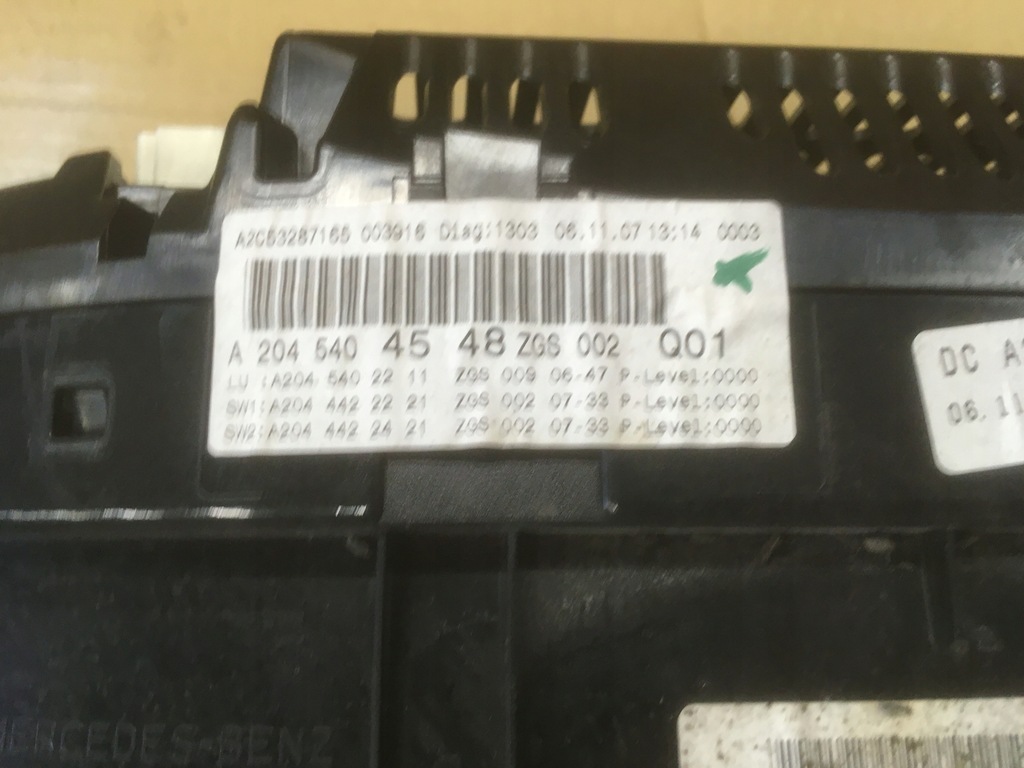 A2C53287165 003916 Diag:1303 06.11.07 13:14 0003
A 204 540 45 48 ZGS 002 Q01
LU :A204 540 22 11 ZGS 009 06-47 P-Level:0000
SW1:A204 442 22 21 ZGS 002 07-33 P-Level:0000
SW2:A204 442 24 21 ZGS 002 07-33 P-Level:0000
DC
06.11
MERCEDES-BENZ